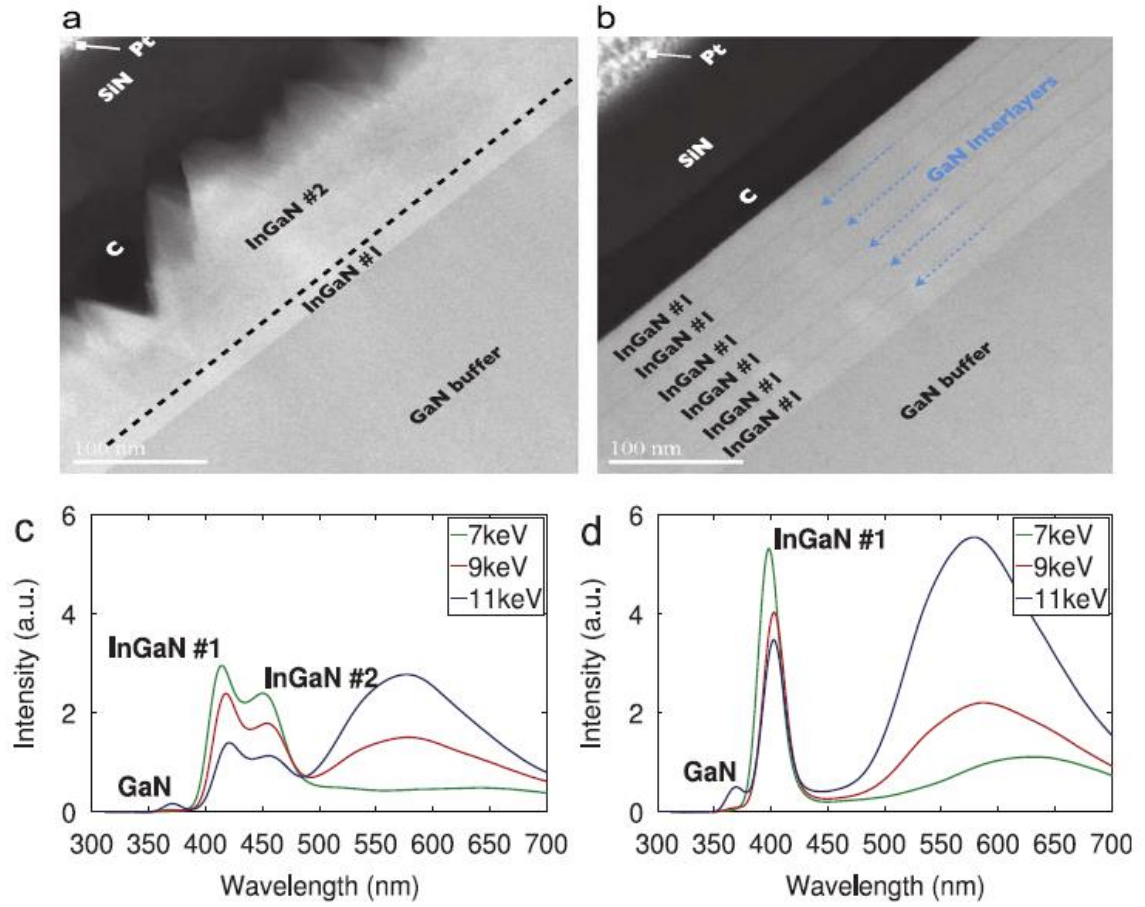 a
Pt
SiN
C
InGaN #2
InGaN #1
GaN buffer
100 nm
b
Pt
SiN
C
GaN interlayers
InGaN #1
InGaN #1
InGaN #1
InGaN #1
InGaN #1
InGaN #1
GaN buffer
100 nm
c
Intensity (a.u.)
6
4
2
0
7keV
9keV
11keV
InGaN #1
InGaN #2
GaN
300 350 400 450 500 550 600 650 700
Wavelength (nm)
d
Intensity (a.u.)
6
4
2
0
InGaN #1
7keV
9keV
11keV
GaN
300 350 400 450 500 550 600 650 700
Wavelength (nm)